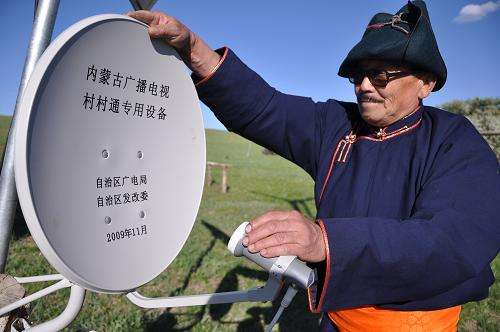 内蒙古广播电视
村村通专用设备
自治区广电局
自治区发改委
2009年11月